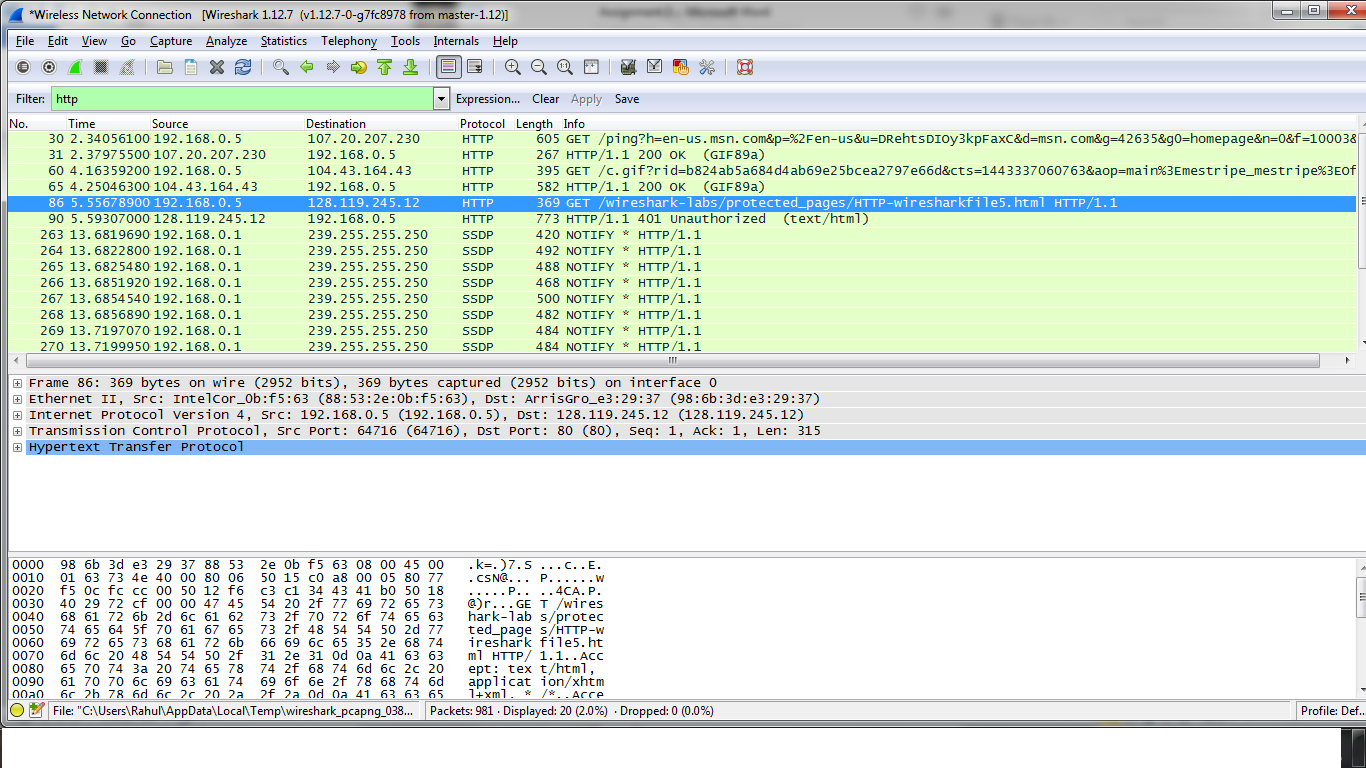 *Wireless Network Connection [Wireshark 1.12.7 (v1.12.7-0-g7fc8978 from master-1.12)]
File Edit View Go Capture Analyze Statistics Telephony Tools Internals Help
Filter: http Expression... Clear Apply Save
No. Time Source Destination Protocol Length Info
30 2.34056100 192.168.0.5 107.20.207.230 HTTP 605 GET /ping?h=en-us.msn.com&p=%2Fen-us&u=DRehtsDIOy3kpFaxC&d=msn.com&g=42635&g0=homepage&n=0&f=10003&
31 2.37975500 107.20.207.230 192.168.0.5 HTTP 267 HTTP/1.1 200 OK (GIF89a)
60 4.16359200 192.168.0.5 104.43.164.43 HTTP 395 GET /c.gif?rid=b824ab5a684d4ab69e25bcea2797e66d&cts=1443337060763&aop=main%3Emestripe_mestripe%3Eof
65 4.25046300 104.43.164.43 192.168.0.5 HTTP 582 HTTP/1.1 200 OK (GIF89a)
86 5.55678900 192.168.0.5 128.119.245.12 HTTP 369 GET /wireshark-labs/protected_pages/HTTP-wiresharkfile5.html HTTP/1.1
90 5.59307000 128.119.245.12 192.168.0.5 HTTP 773 HTTP/1.1 401 Unauthorized (text/html)
263 13.6819690 192.168.0.1 239.255.255.250 SSDP 420 NOTIFY * HTTP/1.1
264 13.6822800 192.168.0.1 239.255.255.250 SSDP 492 NOTIFY * HTTP/1.1
265 13.6825480 192.168.0.1 239.255.255.250 SSDP 488 NOTIFY * HTTP/1.1
266 13.6851920 192.168.0.1 239.255.255.250 SSDP 468 NOTIFY * HTTP/1.1
267 13.6854540 192.168.0.1 239.255.255.250 SSDP 500 NOTIFY * HTTP/1.1
268 13.6856890 192.168.0.1 239.255.255.250 SSDP 482 NOTIFY * HTTP/1.1
269 13.7197070 192.168.0.1 239.255.255.250 SSDP 484 NOTIFY * HTTP/1.1
270 13.7199950 192.168.0.1 239.255.255.250 SSDP 484 NOTIFY * HTTP/1.1
Frame 86: 369 bytes on wire (2952 bits), 369 bytes captured (2952 bits) on interface 0
Ethernet II, Src: IntelCor_0b:f5:63 (88:53:2e:0b:f5:63), Dst: ArrisGro_e3:29:37 (98:6b:3d:e3:29:37)
Internet Protocol Version 4, Src: 192.168.0.5 (192.168.0.5), Dst: 128.119.245.12 (128.119.245.12)
Transmission Control Protocol, Src Port: 64716 (64716), Dst Port: 80 (80), Seq: 1, Ack: 1, Len: 315
Hypertext Transfer Protocol
0000 98 6b 3d e3 29 37 88 53 2e 0b f5 63 08 00 45 00 .k=.)7.S ...c..E.
0010 01 63 73 4e 40 00 80 06 50 15 c0 a8 00 05 80 77 .csN@... P......w
0020 f5 0c fc cc 00 50 12 f6 c3 c1 34 43 41 b0 50 18 .....P.. ..4CA.P.
0030 40 29 72 cf 00 00 47 45 54 20 2f 77 69 72 65 73 @)r...GE T /wires
0040 68 61 72 6b 2d 6c 61 62 73 2f 70 72 6f 74 65 63 hark-lab s/protec
0050 74 65 64 5f 70 61 67 65 73 2f 48 54 54 50 2d 77 ted_page s/HTTP-w
0060 69 72 65 73 68 61 72 6b 66 69 6c 65 35 2e 68 74 ireshark file5.ht
0070 6d 6c 20 48 54 54 50 2f 31 2e 31 0d 0a 41 63 63 ml HTTP/ 1.1..Acc
0080 65 70 74 3a 20 74 65 78 74 2f 68 74 6d 6c 2c 20 ept: tex t/html,
0090 61 70 70 6c 69 63 61 74 69 6f 6e 2f 78 68 74 6d applicat ion/xhtm
00a0 6c 2b 78 6d 6c 2c 20 2a 2f 2a 0d 0a 41 63 63 65 l+xml, * /*..Acce
File: "C:\Users\Rahul\AppData\Local\Temp\wireshark_pcapng_038... Packets: 981 · Displayed: 20 (2.0%) · Dropped: 0 (0.0%) Profile: Def...